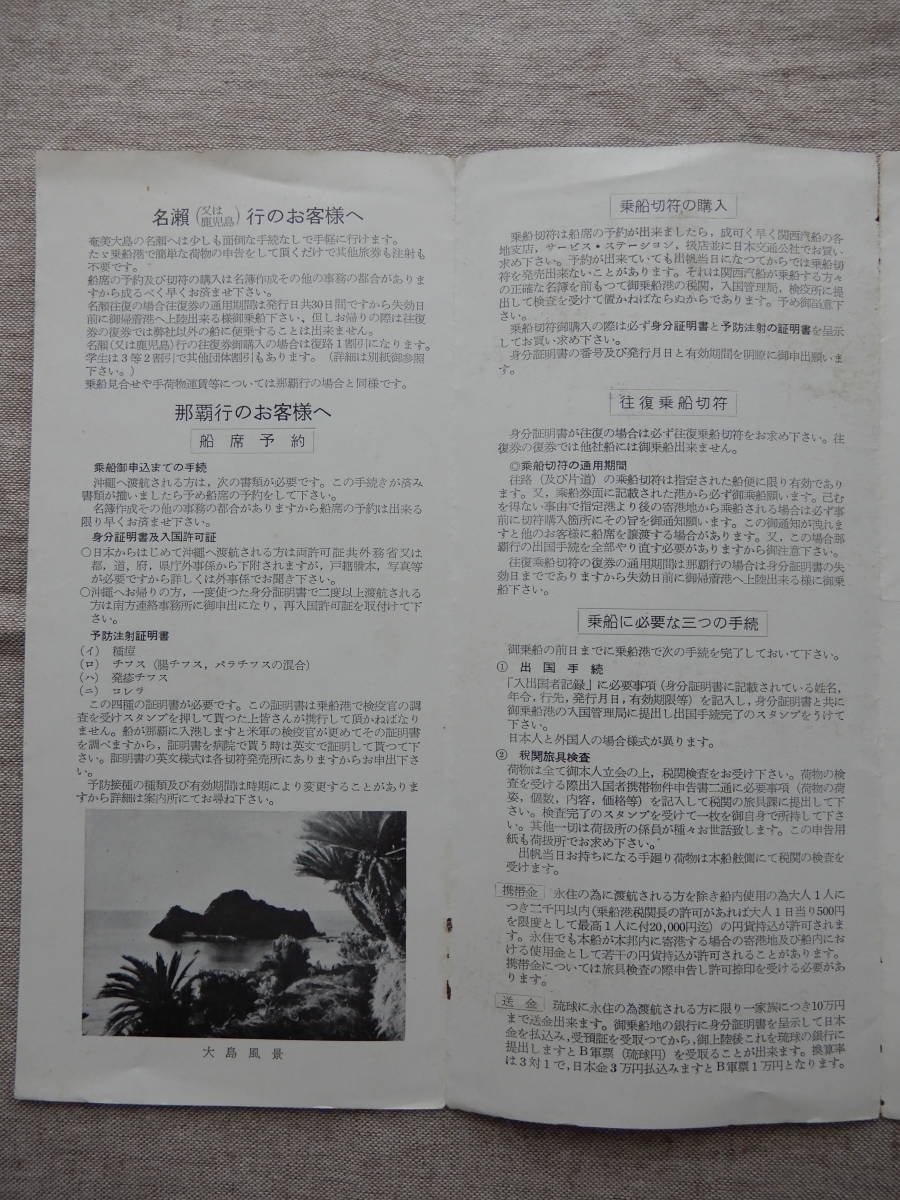 名瀬(又は鹿児島)行のお客様へ
奄美大島の名瀬へは少しも面倒な手続なしで手軽に行けます。
たゞ乗船港で簡単な荷物の申告をして頂くだけで其他旅券も注射も
不要です。
船席の予約及び切符の購入は名簿作成その他の事務の都合がありま
すから成るべく早くお済ませ下さい。
名瀬往復の場合往復券の通用期間は発行日共30日間ですから失効日
前に御帰斎港へ上陸出来る様御乗船下さい、但しお帰りの際は往復
券の復券では弊社以外の船に便乗することは出来ません。
名瀬(又は鹿児島)行の往復券御購入の場合は復路1割引になります。
学生は3等2割引で其他団体割引もあります。(詳細は別紙御参照
下さい。)
乗船見合せや手荷物運賃等については那覇行の場合と同様です。
那覇行のお客様へ
船席予約
乗船御申込までの手続
沖縄へ渡航される方は,次の書類が必要です。この手続きが済み
書類が揃いましたら予め船席の予約をして下さい。
名簿作成その他の事務の都合がありますから船席の予約は出来る
限り早くお済ませ下さい。
身分証明書及入国許可証
○日本からはじめて沖縄へ渡航される方は両許可証共外務省又は
都,道,府,県庁外事係から下附されますが,戸籍謄本,写真等
が必要ですから詳しくは外事係でお聞き下さい。
○沖縄へお帰りの方,一度使つた身分証明書で二度以上渡航される
方は南方連絡事務所に御申出になり,再入国許可証を取付けて下
さい。
予防注射証明書
(イ) 種痘
(ロ) チフス(腸チフス,パラチフスの混合)
(ハ) 発疹チフス
(ニ) コレラ
この四種の証明書が必要です。この証明書は乗船港で検疫官の調
査を受けスタンプを押して貰つた上皆さんが携行して頂かねばなり
ません。船が那覇に入港しますと米軍の検疫官が更めてその証明書
を調べますから,証明書を病院で貰う時は英文で証明して貰つて下
さい。証明書の英文様式は各切符発売所にありますからお申出下さ
い。
予防接種の種類及び有効期間は時期により変更することがありま
すから詳細は案内所にてお尋ね下さい。
大島風景
乗船切符の購入
乗船切符は船席の予約が出来ましたら,成可く早く関西汽船の各
地支店,サービス・ステーション,扱店並に日本交通公社でお買い
求め下さい。予約が出来ていても出帆当日になつてからでは乗船切
符を発売出来ないことがあります。それは関西汽船が乗船する方々
の正確な名簿を前もつて御乗船港の税関,入国管理局,検疫所に提
出して検査を受けて置かねばならぬからであります。予め御留意下
さい。
乗船切符御購入の際は必ず身分証明書と予防注射の証明書を呈示
してお買い求め下さい。
身分証明書の番号及び発行月日と有効期間を明瞭に御申出願いま
す。
往復乗船切符
身分証明書が往復の場合は必ず往復乗船切符をお求め下さい。往
復券の復券では他社船には御乗船出来ません。
◎乗船切符の通用期間
往路(及び片道)の乗船切符は指定された船便に限り有効であり
ます。又,乗船券面に記載された港から必ず御乗船願います。已む
を得ない事由で指定港より後の寄港地から乗船される場合は必ず事
前に切符購入箇所にその旨を御通知願います。この御通知が洩れま
すと他のお客様に船席を譲渡する場合があります。又,この場合那
覇行の出国手続を全部やり直す必要がありますから御注意下さい。
往復乗船切符の復券の通用期間は那覇行の場合は身分証明書の失
効日まででありますから失効日前に御帰斎港へ上陸出来る様に御乗
船下さい。
乗船に必要な三つの手続
御乗船の前日までに乗船港で次の手続を完了しておいて下さい。
① 出国手続
「入出国者記録」に必要事項(身分証明書に記載されている姓名,
年令,行先,発行月日,有効期限等)を記入し,身分証明書と共に
御乗船港の入国管理局に提出し出国手続完了のスタンプをうけて
下さい。
日本人と外国人の場合様式が異ります。
② 税関旅具検査
荷物は全て御本人立会の上,税関検査をお受け下さい。荷物の検
査を受ける際出入国者携帯物件申告書二通に必要事項(荷物の荷
姿,個数,内容,価格等)を記入して税関の旅具課に提出して下
さい。検査完了のスタンプを受けて一枚を御自身で所持して下さ
い。其他一切は荷扱所の係員が種々お世話致します。この申告用
紙も荷扱所でお求め下さい。
出帆当日お持ちになる手廻り荷物は本船舷側にて税関の検査を
受けます。
携帯金 永住の為に渡航される方を除き船内使用の為大人1人に
つき二千円以内(乗船港税関長の許可があれば大人1日当り500円
を限度として最高1人に付20,000円迄)の円貨持込が許可されま
す。永住でも本船が本邦内に寄港する場合の寄港地及び船内にお
ける使用金として若干の円貨持込が許可されることがあります。
携帯金については旅具検査の際申告し許可捺印を受ける必要があ
ります。
送金 琉球に永住の為渡航される方に限り一家族につき10万円
まで送金出来ます。御乗船地の銀行に身分証明書を呈示して日本
金を払込み,受領証を受取つてから,御上陸後これを琉球の銀行に
提出しますとB軍票(琉球円)を受取ることが出来ます。換算率
は3対1で,日本金3万円払込みますとB軍票1万円となります。